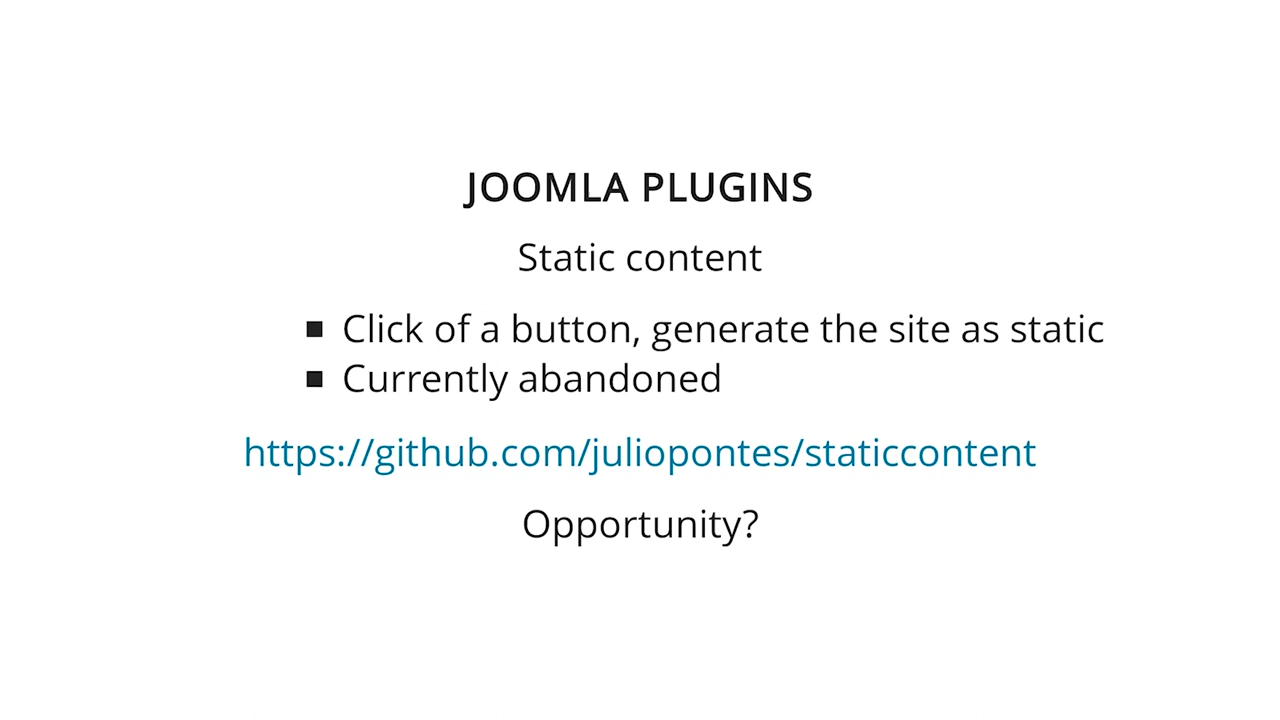 JOOMLA PLUGINS
Static content
Click of a button, generate the site as static
Currently abandoned
https://github.com/juliopontes/staticcontent
Opportunity?